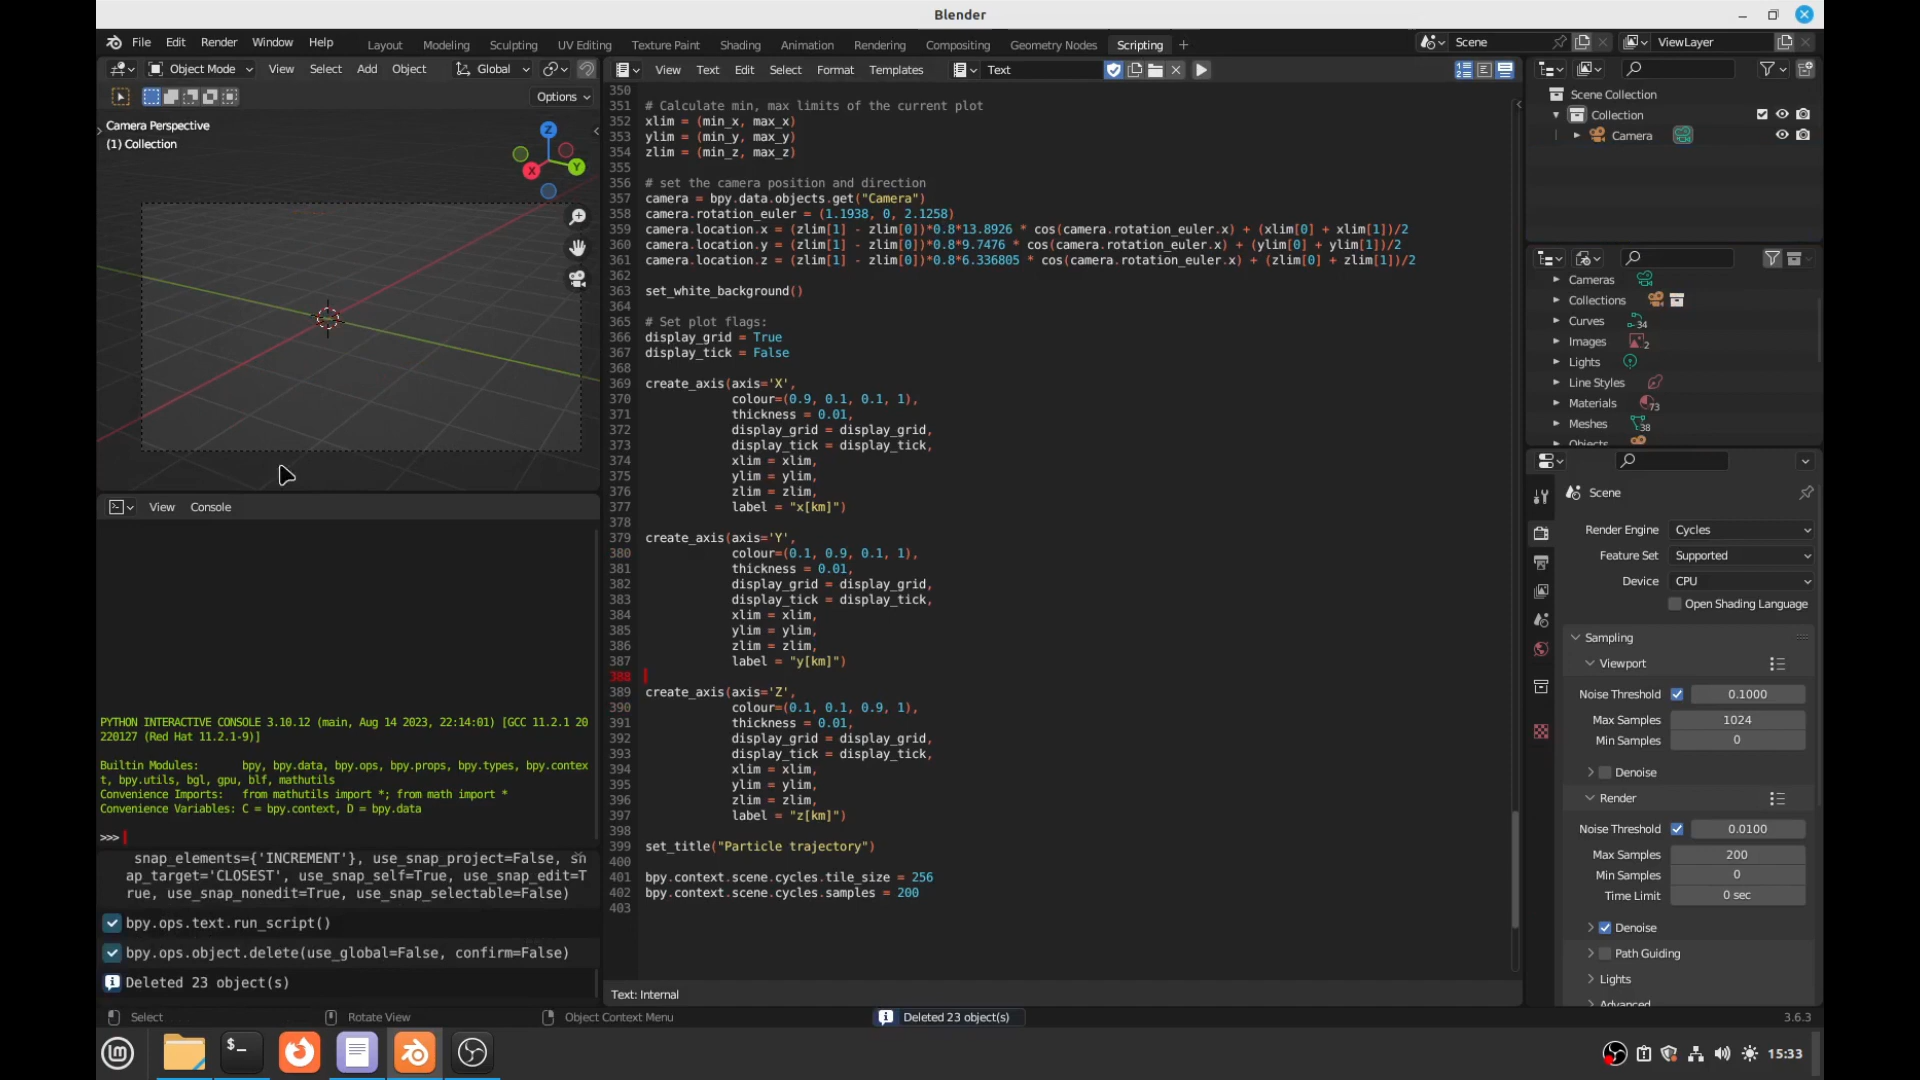 Blender
File Edit Render Window Help
Layout Modeling Sculpting UV Editing Texture Paint Shading Animation Rendering Compositing Geometry Nodes Scripting
Scene
ViewLayer
Object Mode View Select Add Object Global
View Text Edit Select Format Templates Text
Options
Camera Perspective
(1) Collection
Z
X
Y
350
351 # Calculate min, max limits of the current plot
352 xlim = (min_x, max_x)
353 ylim = (min_y, max_y)
354 zlim = (min_z, max_z)
355
356 # set the camera position and direction
357 camera = bpy.data.objects.get("Camera")
358 camera.rotation_euler = (1.1938, 0, 2.1258)
359 camera.location.x = (zlim[1] - zlim[0])*0.8*13.8926 * cos(camera.rotation_euler.x) + (xlim[0] + xlim[1])/2
360 camera.location.y = (zlim[1] - zlim[0])*0.8*9.7476 * cos(camera.rotation_euler.x) + (ylim[0] + ylim[1])/2
361 camera.location.z = (zlim[1] - zlim[0])*0.8*6.336805 * cos(camera.rotation_euler.x) + (zlim[0] + zlim[1])/2
362
363 set_white_background()
364
365 # Set plot flags:
366 display_grid = True
367 display_tick = False
368
369 create_axis(axis='X',
370 colour=(0.9, 0.1, 0.1, 1),
371 thickness = 0.01,
372 display_grid = display_grid,
373 display_tick = display_tick,
374 xlim = xlim,
375 ylim = ylim,
376 zlim = zlim,
377 label = "x[km]")
378
379 create_axis(axis='Y',
380 colour=(0.1, 0.9, 0.1, 1),
381 thickness = 0.01,
382 display_grid = display_grid,
383 display_tick = display_tick,
384 xlim = xlim,
385 ylim = ylim,
386 zlim = zlim,
387 label = "y[km]")
388
389 create_axis(axis='Z',
390 colour=(0.1, 0.1, 0.9, 1),
391 thickness = 0.01,
392 display_grid = display_grid,
393 display_tick = display_tick,
394 xlim = xlim,
395 ylim = ylim,
396 zlim = zlim,
397 label = "z[km]")
398
399 set_title("Particle trajectory")
400
401 bpy.context.scene.cycles.tile_size = 256
402 bpy.context.scene.cycles.samples = 200
403
Text: Internal
View Console
PYTHON INTERACTIVE CONSOLE 3.10.12 (main, Aug 14 2023, 22:14:01) [GCC 11.2.1 20
220127 (Red Hat 11.2.1-9)]
Builtin Modules: bpy, bpy.data, bpy.ops, bpy.props, bpy.types, bpy.contex
t, bpy.utils, bgl, gpu, blf, mathutils
Convenience Imports: from mathutils import *; from math import *
Convenience Variables: C = bpy.context, D = bpy.data
>>>
snap_elements={'INCREMENT'}, use_snap_project=False, sn
ap_target='CLOSEST', use_snap_self=True, use_snap_edit=T
rue, use_snap_nonedit=True, use_snap_selectable=False)
bpy.ops.text.run_script()
bpy.ops.object.delete(use_global=False, confirm=False)
Deleted 23 object(s)
Scene Collection
Collection
Camera
Cameras
Collections
Curves 34
Images 2
Lights
Line Styles
Materials 73
Meshes 38
Objects
Scene
Render Engine Cycles
Feature Set Supported
Device CPU
Open Shading Language
Sampling
Viewport
Noise Threshold 0.1000
Max Samples 1024
Min Samples 0
Denoise
Render
Noise Threshold 0.0100
Max Samples 200
Min Samples 0
Time Limit 0 sec
Denoise
Path Guiding
Lights
Advanced
Select Rotate View Object Context Menu Deleted 23 object(s) 3.6.3
15:33